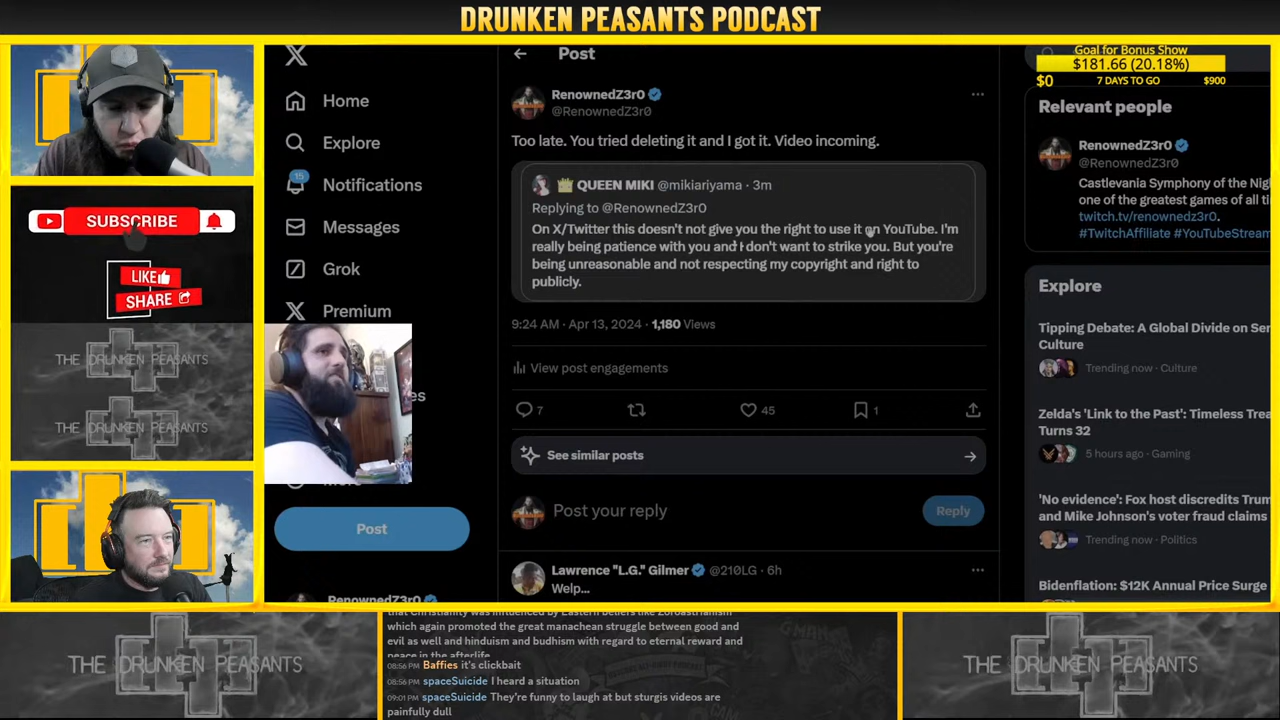 DRUNKEN PEASANTS PODCAST
SUBSCRIBE
LIKE
SHARE
THE DRUNKEN PEASANTS
THE DRUNKEN PEASANTS
Home
Explore
Notifications
15
Messages
Grok
Premium
More
Post
RenownedZ3r0
Post
RenownedZ3r0
@RenownedZ3r0
Too late. You tried deleting it and I got it. Video incoming.
QUEEN MIKI @mikiariyama · 3m
Replying to @RenownedZ3r0
On X/Twitter this doesn't not give you the right to use it on YouTube. I'm
really being patience with you and I don't want to strike you. But you're
being unreasonable and not respecting my copyright and right to
publicly.
9:24 AM · Apr 13, 2024 · 1,180 Views
View post engagements
7
45
1
See similar posts
Post your reply
Reply
Lawrence "L.G." Gilmer @210LG · 6h
Welp...
Goal for Bonus Show
$181.66 (20.18%)
$0 7 DAYS TO GO $900
Relevant people
RenownedZ3r0
@RenownedZ3r0
Castlevania Symphony of the Nig
one of the greatest games of all ti
twitch.tv/renownedz3r0.
#TwitchAffiliate #YouTubeStream
Explore
Tipping Debate: A Global Divide on Ser
Culture
Trending now · Culture
Zelda's 'Link to the Past': Timeless Trea
Turns 32
5 hours ago · Gaming
'No evidence': Fox host discredits Trum
and Mike Johnson's voter fraud claims
Trending now · Politics
Bidenflation: $12K Annual Price Surge
THE DRUNKEN PEASANTS
that Christianity was influenced by Eastern beliefs like Zoroastrianism
which again promoted the great manachean struggle between good and
evil as well and hinduism and budhism with regard to eternal reward and
peace in the afterlife
08:56 PM Baffies it's clickbait
08:56 PM spaceSuicide I heard a situation
09:01 PM spaceSuicide They're funny to laugh at but sturgis videos are
painfully dull
THE DRUNKEN PEASANTS